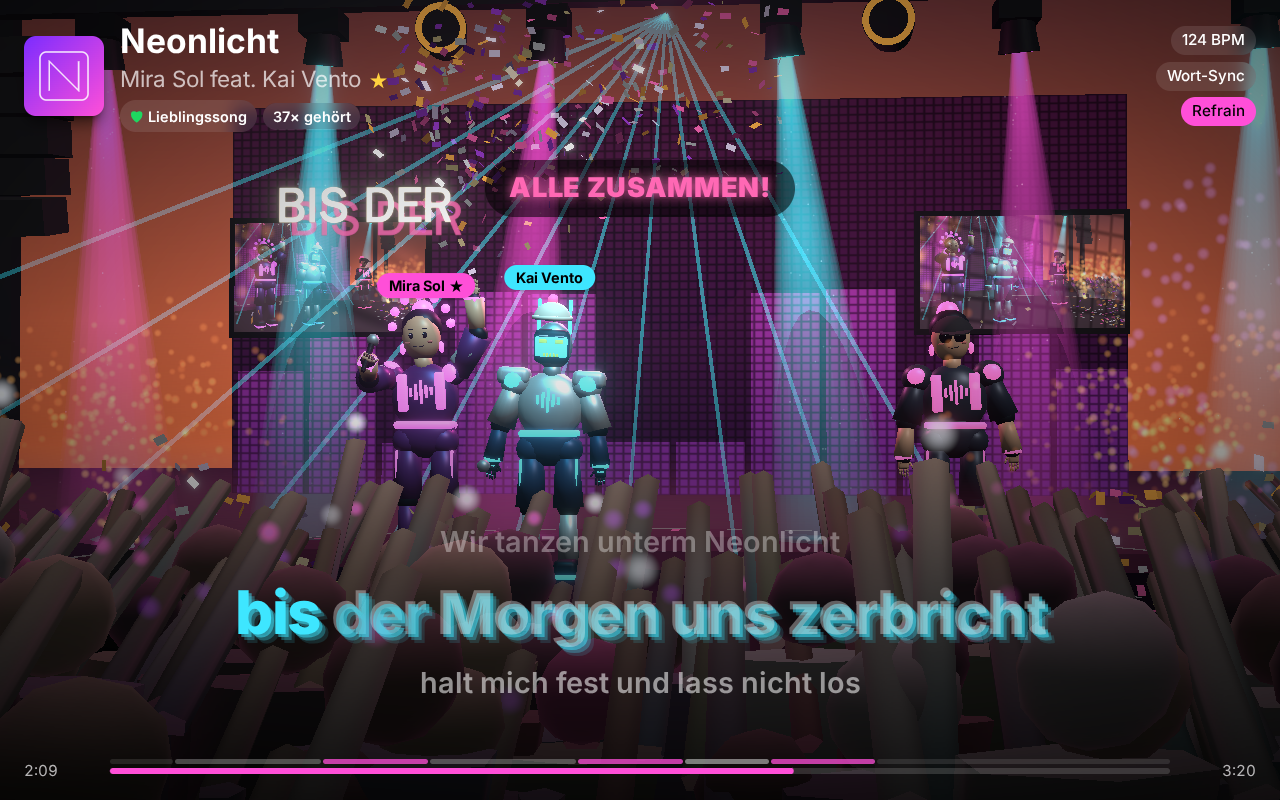 Neonlicht
Mira Sol feat. Kai Vento ★
Lieblingssong
37× gehört
124 BPM
Wort-Sync
Refrain
ALLE ZUSAMMEN!
BIS DER
BIS DER
Mira Sol ★
Kai Vento
Wir tanzen unterm Neonlicht
bis der Morgen uns zerbricht
halt mich fest und lass nicht los
2:09
3:20